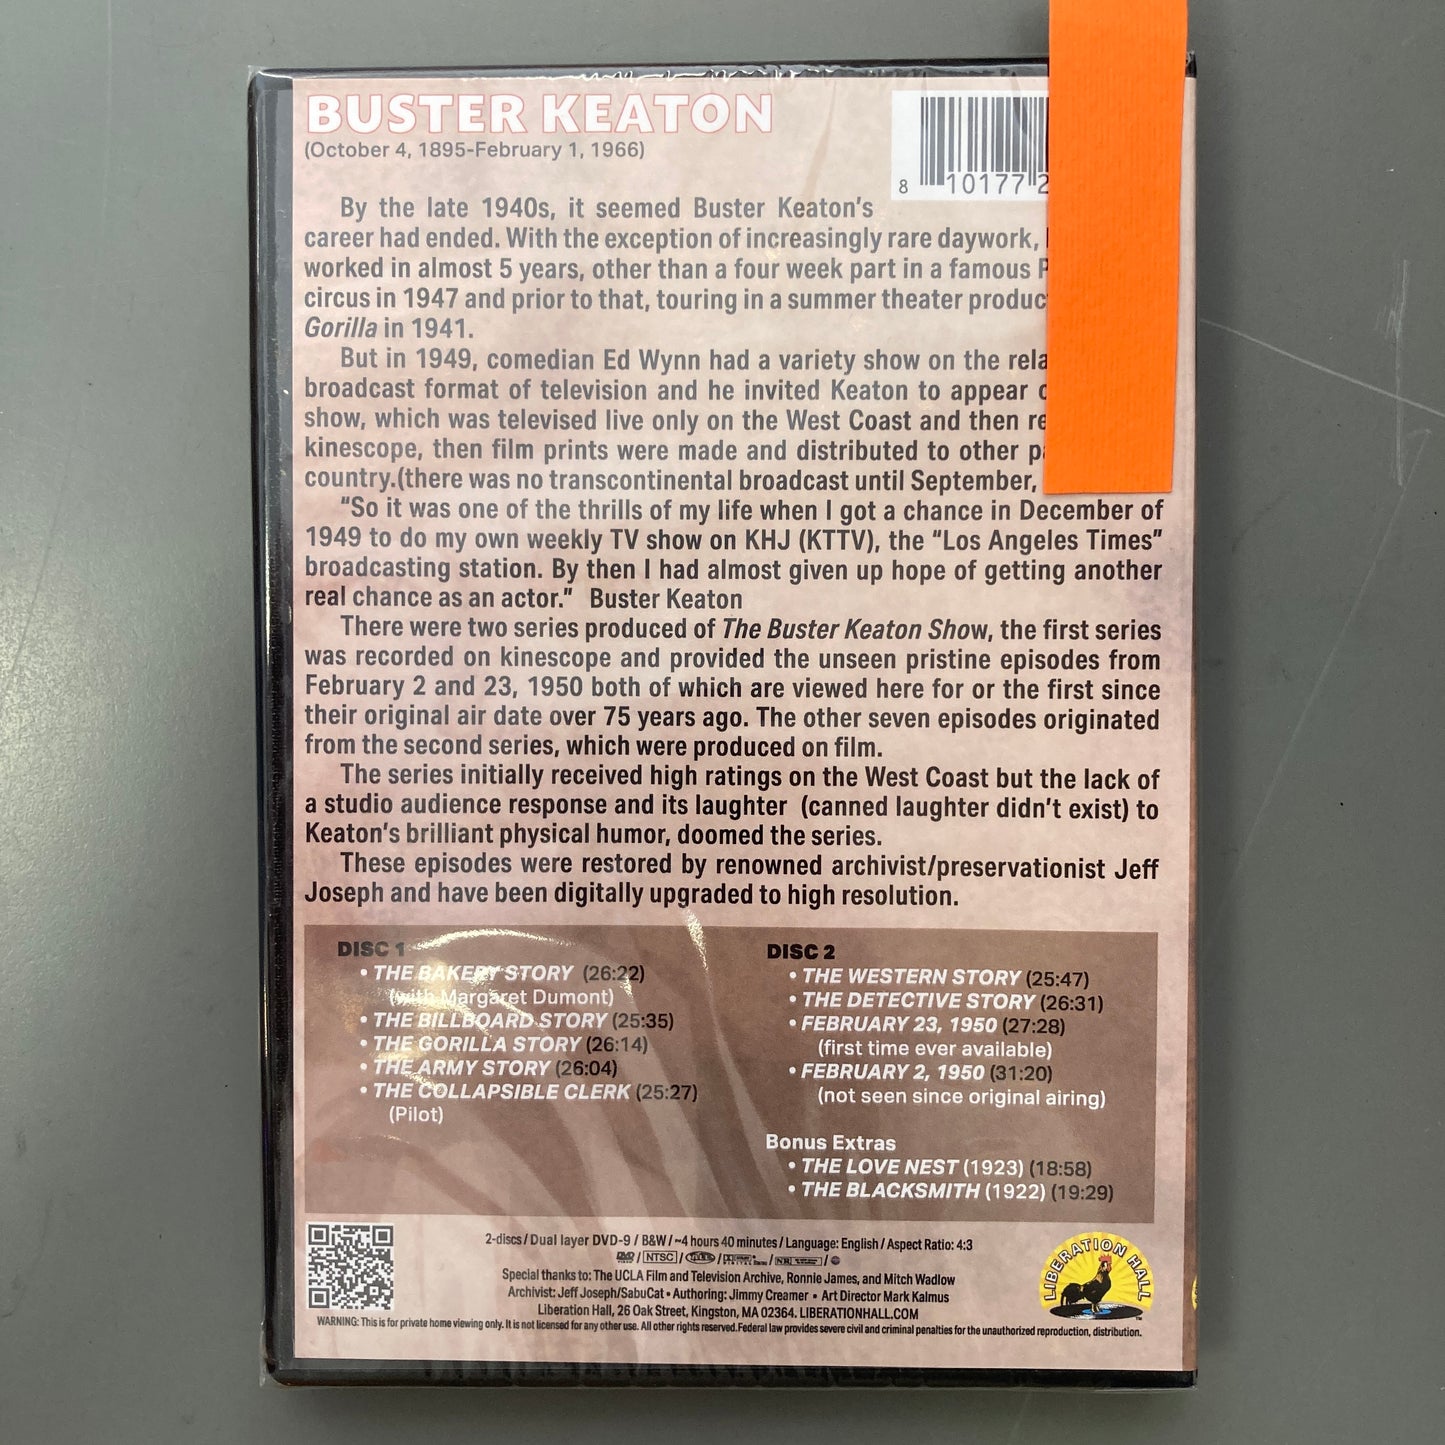 BUSTER KEATON
(October 4, 1895-February 1, 1966)
8 10177 2
By the late 1940s, it seemed Buster Keaton's
career had ended. With the exception of increasingly rare daywork,
worked in almost 5 years, other than a four week part in a famous
circus in 1947 and prior to that, touring in a summer theater
Gorilla in 1941.
But in 1949, comedian Ed Wynn had a variety show on the
broadcast format of television and he invited Keaton to appear
show, which was televised live only on the West Coast and then
kinescope, then film prints were made and distributed to other
country.(there was no transcontinental broadcast until September,
“So it was one of the thrills of my life when I got a chance in December of
1949 to do my own weekly TV show on KHJ (KTTV), the “Los Angeles Times”
broadcasting station. By then I had almost given up hope of getting another
real chance as an actor.” Buster Keaton
There were two series produced of The Buster Keaton Show, the first series
was recorded on kinescope and provided the unseen pristine episodes from
February 2 and 23, 1950 both of which are viewed here for or the first since
their original air date over 75 years ago. The other seven episodes originated
from the second series, which were produced on film.
The series initially received high ratings on the West Coast but the lack of
a studio audience response and its laughter (canned laughter didn't exist) to
Keaton's brilliant physical humor, doomed the series.
These episodes were restored by renowned archivist/preservationist Jeff
Joseph and have been digitally upgraded to high resolution.
DISC 1
• THE BAKERY STORY (26:22)
(with Margaret Dumont)
• THE BILLBOARD STORY (25:35)
• THE GORILLA STORY (26:14)
• THE ARMY STORY (26:04)
• THE COLLAPSIBLE CLERK (25:27)
(Pilot)
DISC 2
• THE WESTERN STORY (25:47)
• THE DETECTIVE STORY (26:31)
• FEBRUARY 23, 1950 (27:28)
(first time ever available)
• FEBRUARY 2, 1950 (31:20)
(not seen since original airing)
Bonus Extras
• THE LOVE NEST (1923) (18:58)
• THE BLACKSMITH (1922) (19:29)
2-discs / Dual layer DVD-9 / B&W / ~4 hours 40 minutes / Language: English / Aspect Ratio: 4:3
DVD / NTSC / / / NR /
Special thanks to: The UCLA Film and Television Archive, Ronnie James, and Mitch Wadlow
Archivist: Jeff Joseph/SabuCat • Authoring: Jimmy Creamer • Art Director Mark Kalmus
Liberation Hall, 26 Oak Street, Kingston, MA 02364. LIBERATIONHALL.COM
WARNING: This is for private home viewing only. It is not licensed for any other use. All other rights reserved.Federal law provides severe civil and criminal penalties for the unauthorized reproduction, distribution.
LIBERATION HALL
TM